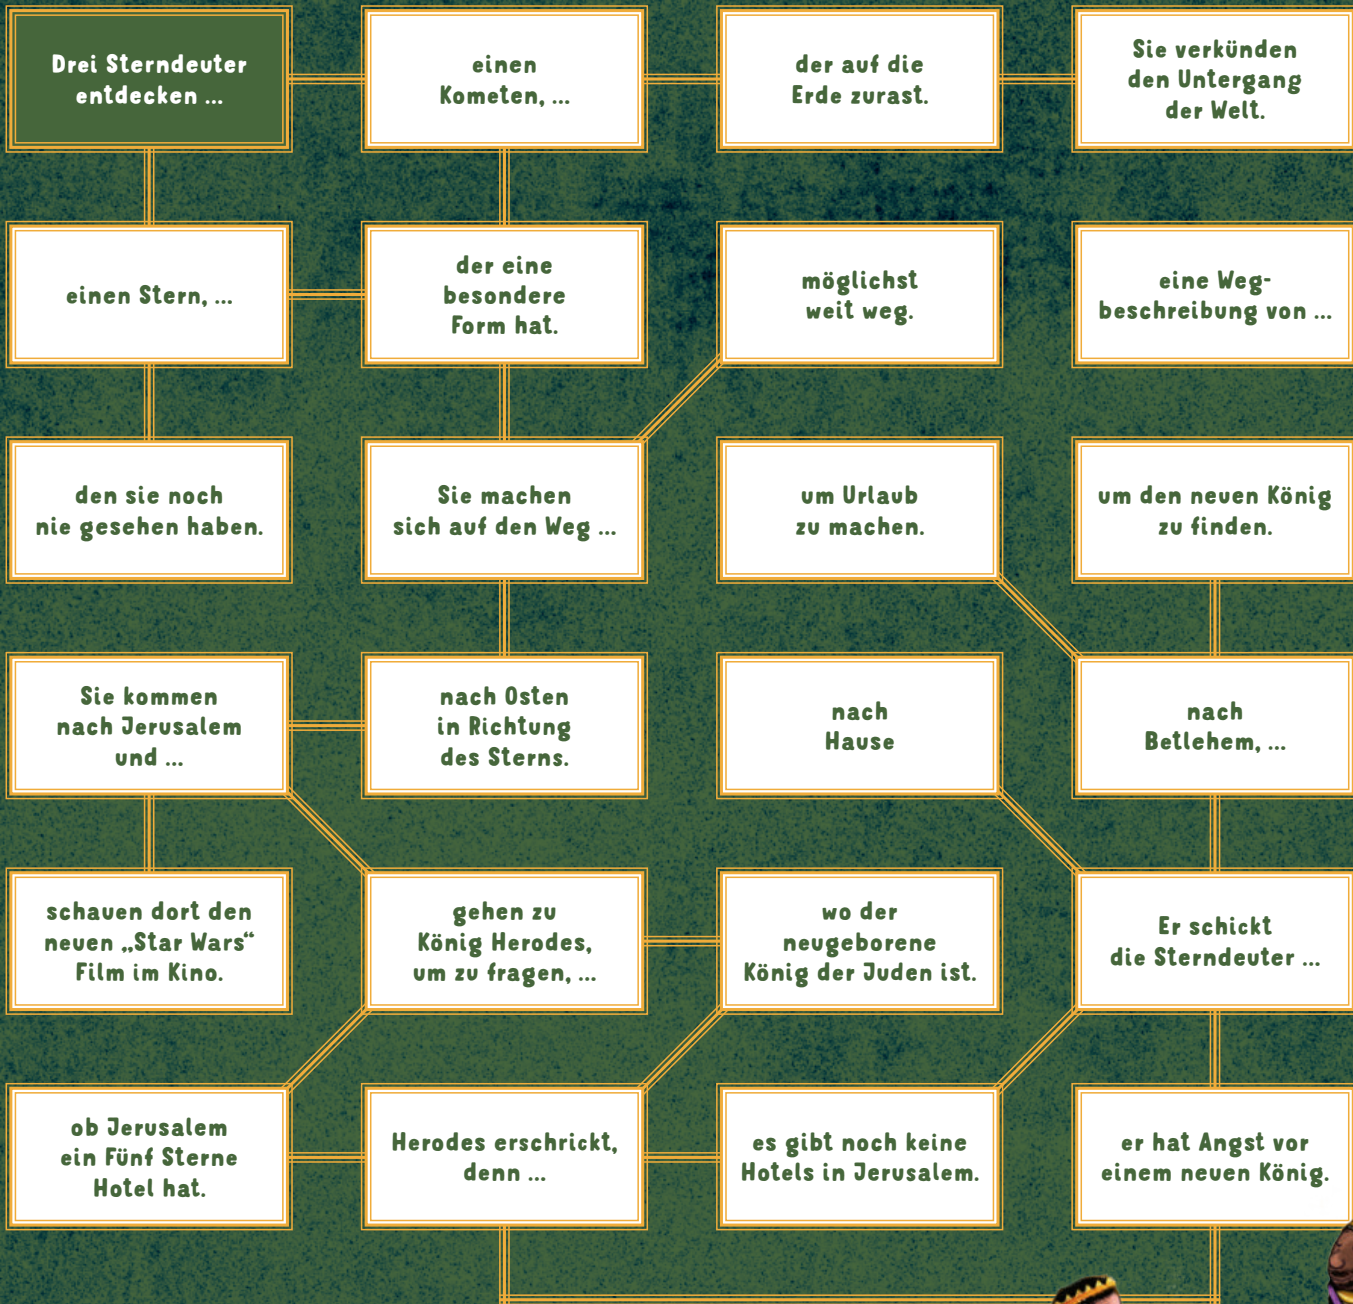 Drei Sterndeuter
entdecken ...
einen
Kometen, ...
der auf die
Erde zurast.
Sie verkünden
den Untergang
der Welt.
einen Stern, ...
der eine
besondere
Form hat.
möglichst
weit weg.
eine Weg-
beschreibung von ...
den sie noch
nie gesehen haben.
Sie machen
sich auf den Weg ...
um Urlaub
zu machen.
um den neuen König
zu finden.
Sie kommen
nach Jerusalem
und ...
nach Osten
in Richtung
des Sterns.
nach
Hause
nach
Betlehem, ...
schauen dort den
neuen „Star Wars“
Film im Kino.
gehen zu
König Herodes,
um zu fragen, ...
wo der
neugeborene
König der Juden ist.
Er schickt
die Sterndeuter ...
ob Jerusalem
ein Fünf Sterne
Hotel hat.
Herodes erschrickt,
denn ...
es gibt noch keine
Hotels in Jerusalem.
er hat Angst vor
einem neuen König.